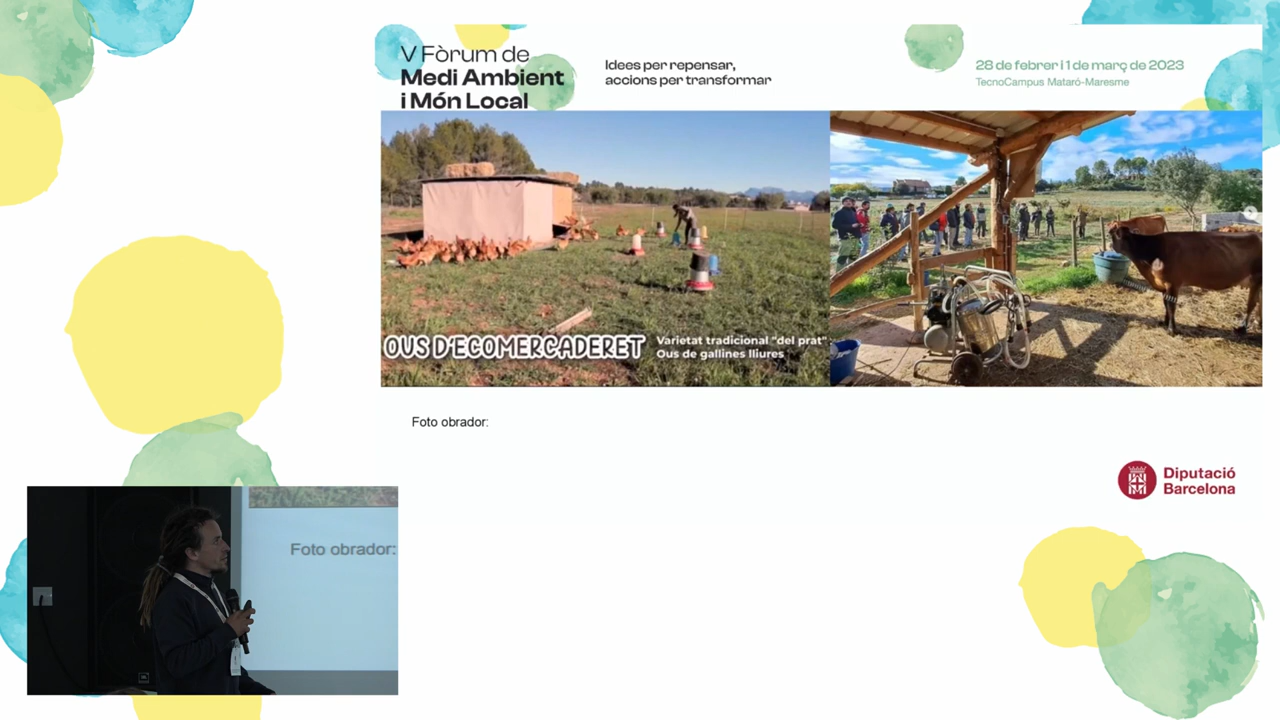 V Fòrum de
Medi Ambient
i Món Local
Idees per repensar,
accions per transformar
28 de febrer i 1 de març de 2023
TecnoCampus Mataró-Maresme
OUS D'ECOMERCADERET
Varietat tradicional "del prat"
Ous de gallines lliures
Foto obrador:
Diputació
Barcelona
Foto obrador: